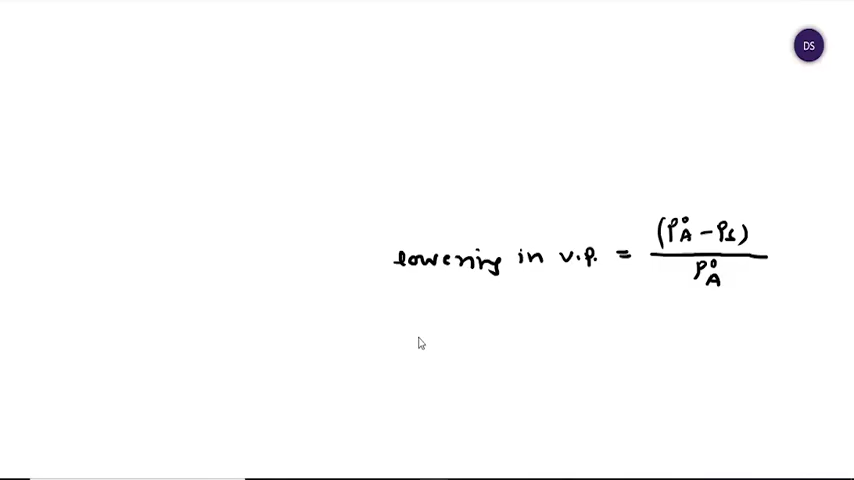 DS
lowering in v.p. = (P°A - Ps) / P°A